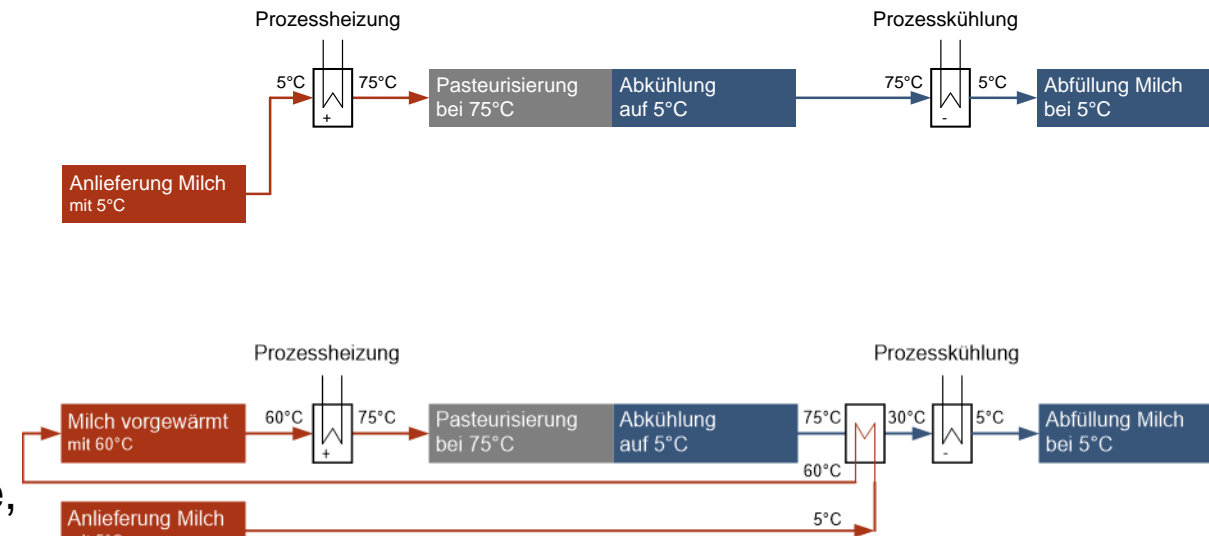 Prozessheizung
Prozesskühlung
5°C
75°C
Pasteurisierung
bei 75°C
Abkühlung
auf 5°C
75°C
5°C
Abfüllung Milch
bei 5°C
+
-
Anlieferung Milch
mit 5°C
Prozessheizung
Prozesskühlung
Milch vorgewärmt
mit 60°C
60°C
75°C
Pasteurisierung
bei 75°C
Abkühlung
auf 5°C
75°C
30°C
5°C
Abfüllung Milch
bei 5°C
+
-
60°C
e,
Anlieferung Milch
5°C
mit 5°C